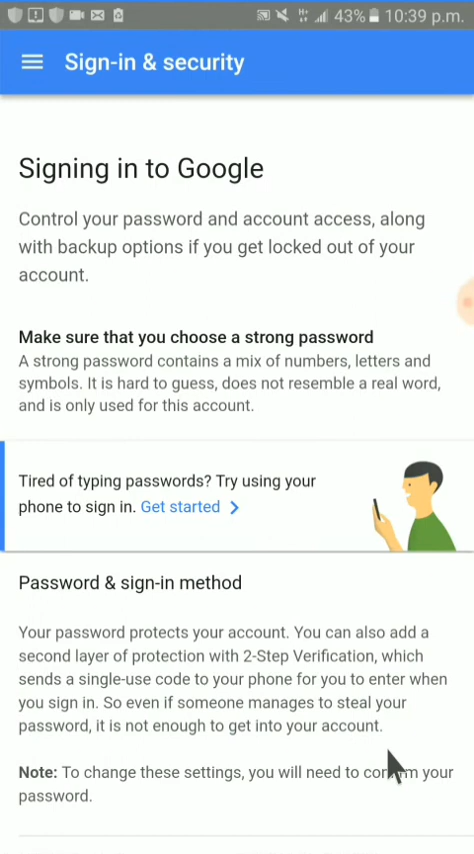 43% 10:39 p.m.
Sign-in & security
Signing in to Google
Control your password and account access, along
with backup options if you get locked out of your
account.
Make sure that you choose a strong password
A strong password contains a mix of numbers, letters and
symbols. It is hard to guess, does not resemble a real word,
and is only used for this account.
Tired of typing passwords? Try using your
phone to sign in. Get started
Password & sign-in method
Your password protects your account. You can also add a
second layer of protection with 2-Step Verification, which
sends a single-use code to your phone for you to enter when
you sign in. So even if someone manages to steal your
password, it is not enough to get into your account.
Note: To change these settings, you will need to confirm your
password.